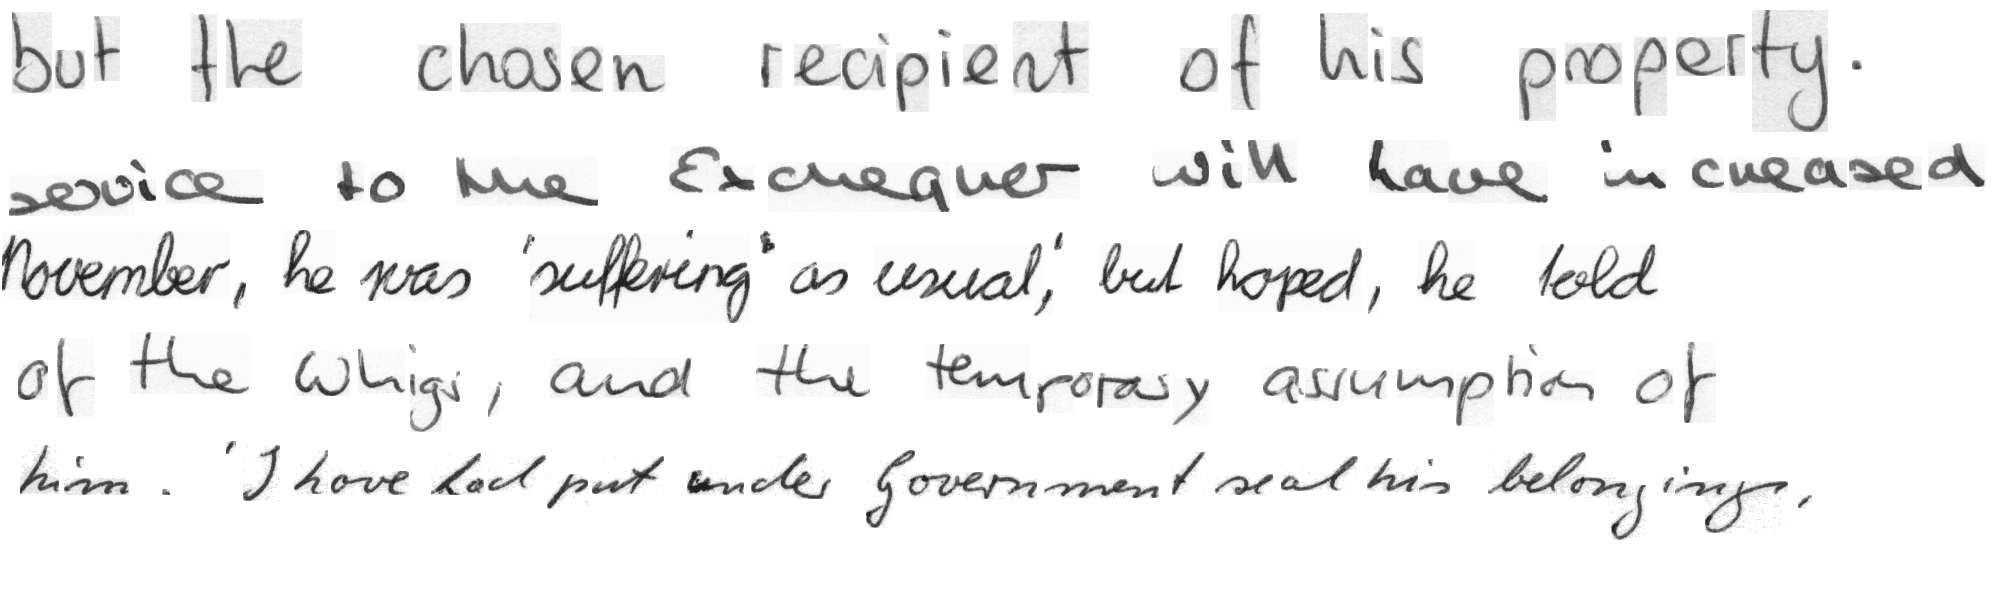 but the chosen recipient of his property.
service to the Exchequer will have increased
November, he was 'suffering' as usual,' but hoped, he told
of the Whigs, and the temporary assumption of
him. 'I have had put under Government seal his belongings,